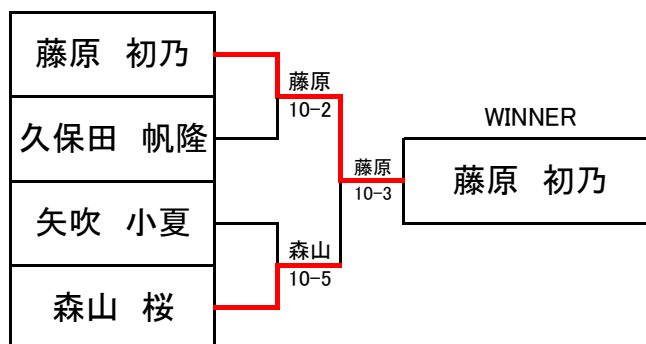 藤原　初乃
久保田　帆隆
矢吹　小夏
森山　桜
藤原
10-2
森山
10-5
藤原
10-3
WINNER
藤原　初乃